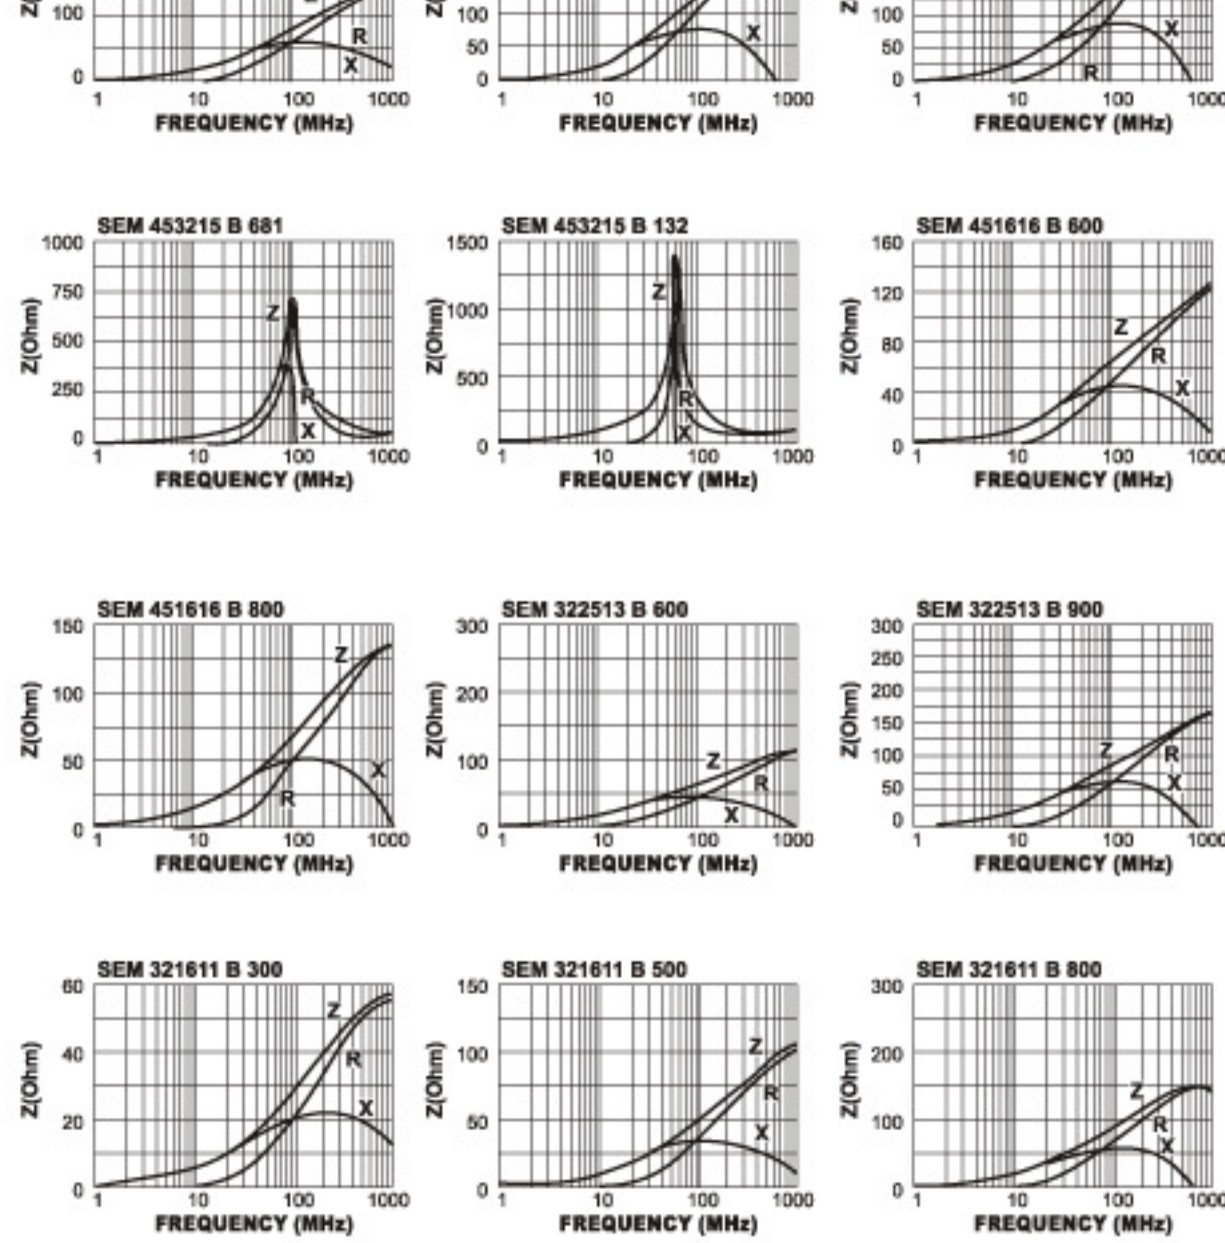 Z(Ohm) Z(Ohm) Z(Ohm)
100 100 100
50 50
0 0 0
Z R X X X R
1 10 100 1000 1 10 100 1000 1 10 100 1000
FREQUENCY (MHz) FREQUENCY (MHz) FREQUENCY (MHz)
SEM 453215 B 681
1000
750
500
250
0
Z(Ohm)
Z
R
X
1 10 100 1000
FREQUENCY (MHz)
SEM 453215 B 132
1500
1000
500
0
Z(Ohm)
Z
R
X
1 10 100 1000
FREQUENCY (MHz)
SEM 451616 B 600
160
120
80
40
0
Z(Ohm)
Z
R
X
1 10 100 1000
FREQUENCY (MHz)
SEM 451616 B 800
150
100
50
0
Z(Ohm)
Z
X
R
1 10 100 1000
FREQUENCY (MHz)
SEM 322513 B 600
300
200
100
0
Z(Ohm)
Z
R
X
1 10 100 1000
FREQUENCY (MHz)
SEM 322513 B 900
300
250
200
150
100
50
0
Z(Ohm)
Z
R
X
1 10 100 1000
FREQUENCY (MHz)
SEM 321611 B 300
60
40
20
0
Z(Ohm)
Z
R
X
1 10 100 1000
FREQUENCY (MHz)
SEM 321611 B 500
150
100
50
0
Z(Ohm)
Z
R
X
1 10 100 1000
FREQUENCY (MHz)
SEM 321611 B 800
300
200
100
0
Z(Ohm)
Z
R
X
1 10 100 1000
FREQUENCY (MHz)